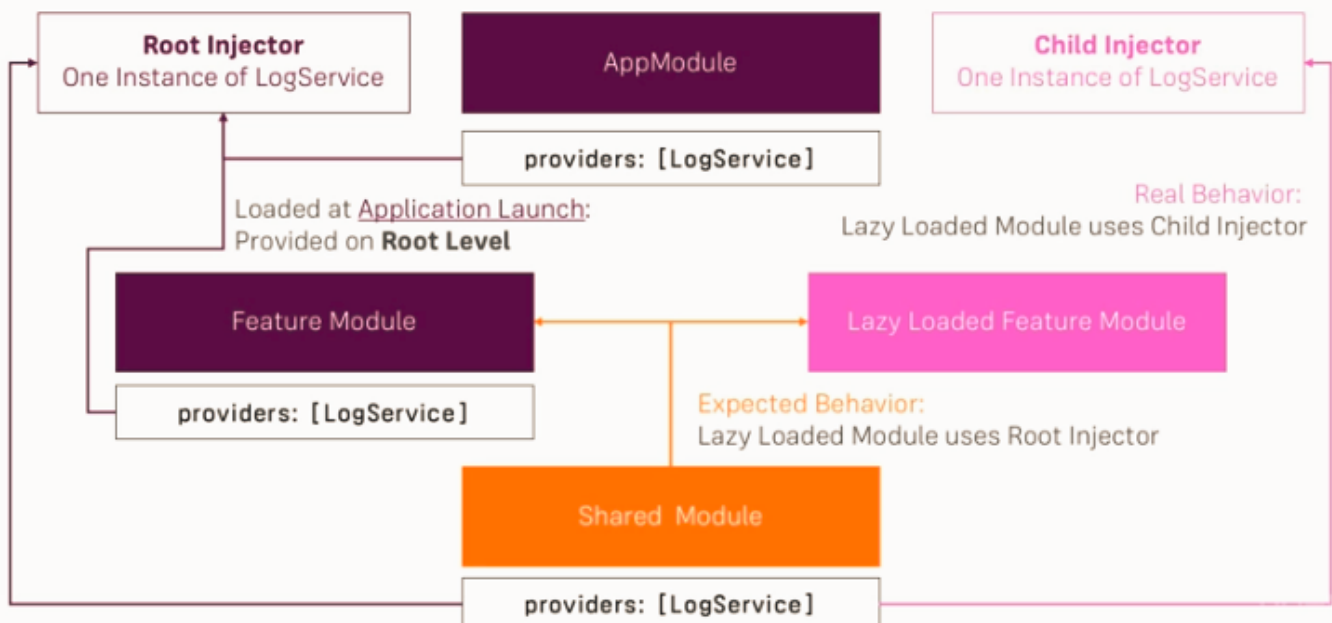 Root Injector
One Instance of LogService
AppModule
Child Injector
One Instance of LogService
providers: [LogService]
Loaded at Application Launch:
Provided on Root Level
Real Behavior:
Lazy Loaded Module uses Child Injector
Feature Module
Lazy Loaded Feature Module
providers: [LogService]
Expected Behavior:
Lazy Loaded Module uses Root Injector
Shared Module
providers: [LogService]